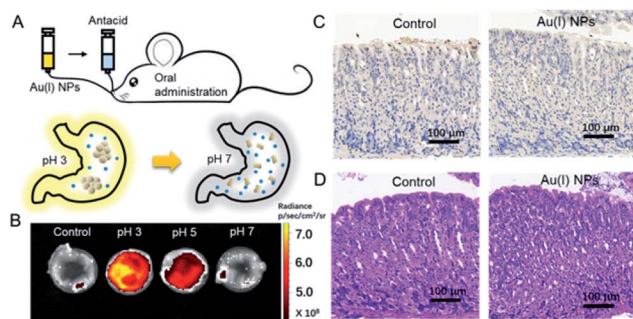 A
Antacid
Au(I) NPs
Oral
administration
pH 3
pH 7
B
Control
pH 3
pH 5
pH 7
Radiance
p/sec/cm²/sr
7.0
6.0
5.0
X 10⁸
C
Control
Au(I) NPs
100 μm
100 μm
D
Control
Au(I) NPs
100 μm
100 μm